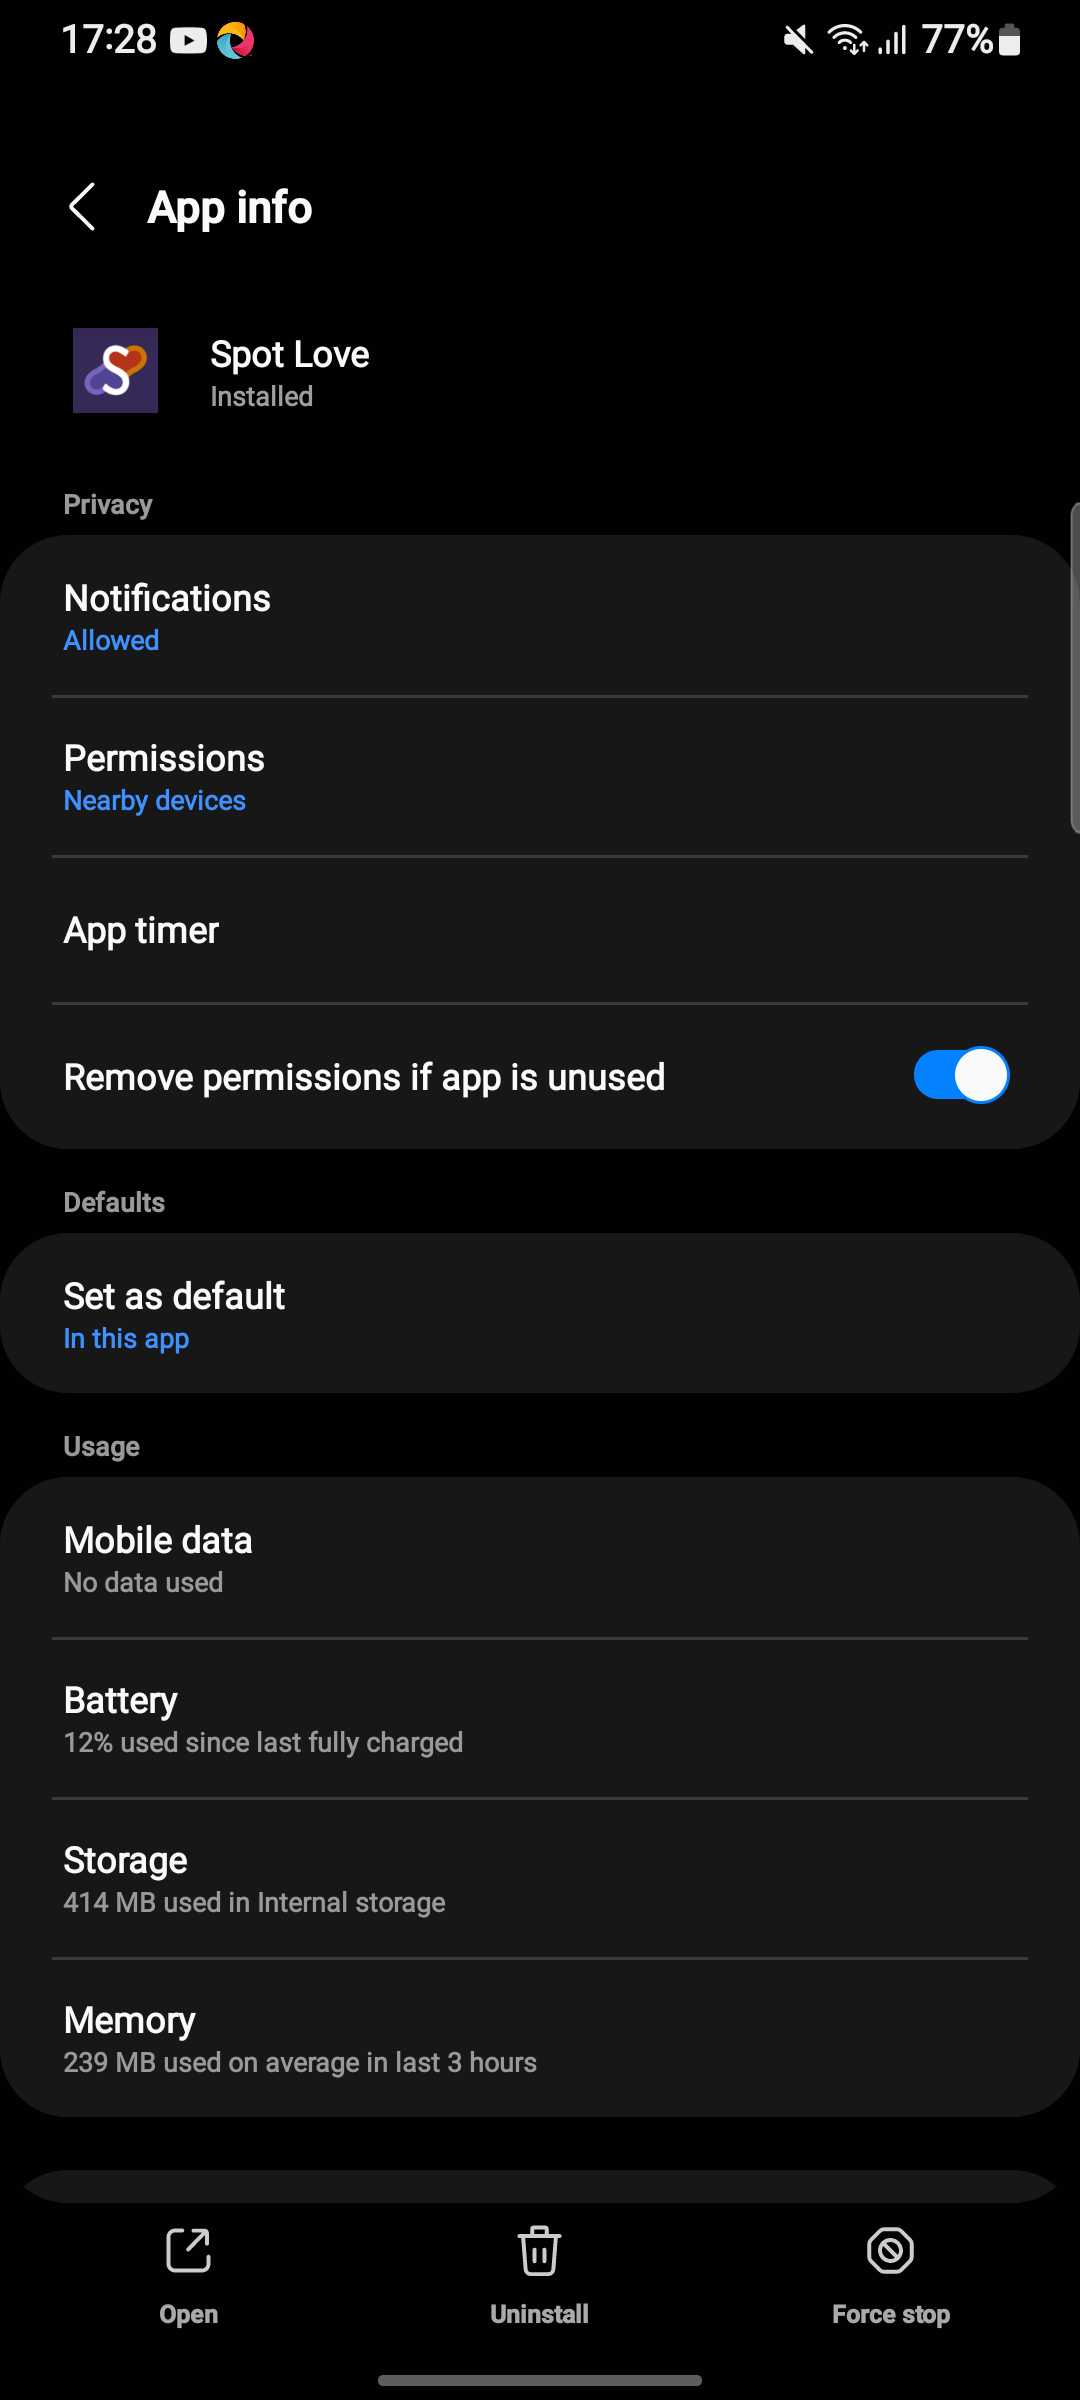 17:28
77%
App info
Spot Love
Installed
Privacy
Notifications
Allowed
Permissions
Nearby devices
App timer
Remove permissions if app is unused
Defaults
Set as default
In this app
Usage
Mobile data
No data used
Battery
12% used since last fully charged
Storage
414 MB used in Internal storage
Memory
239 MB used on average in last 3 hours
Open
Uninstall
Force stop